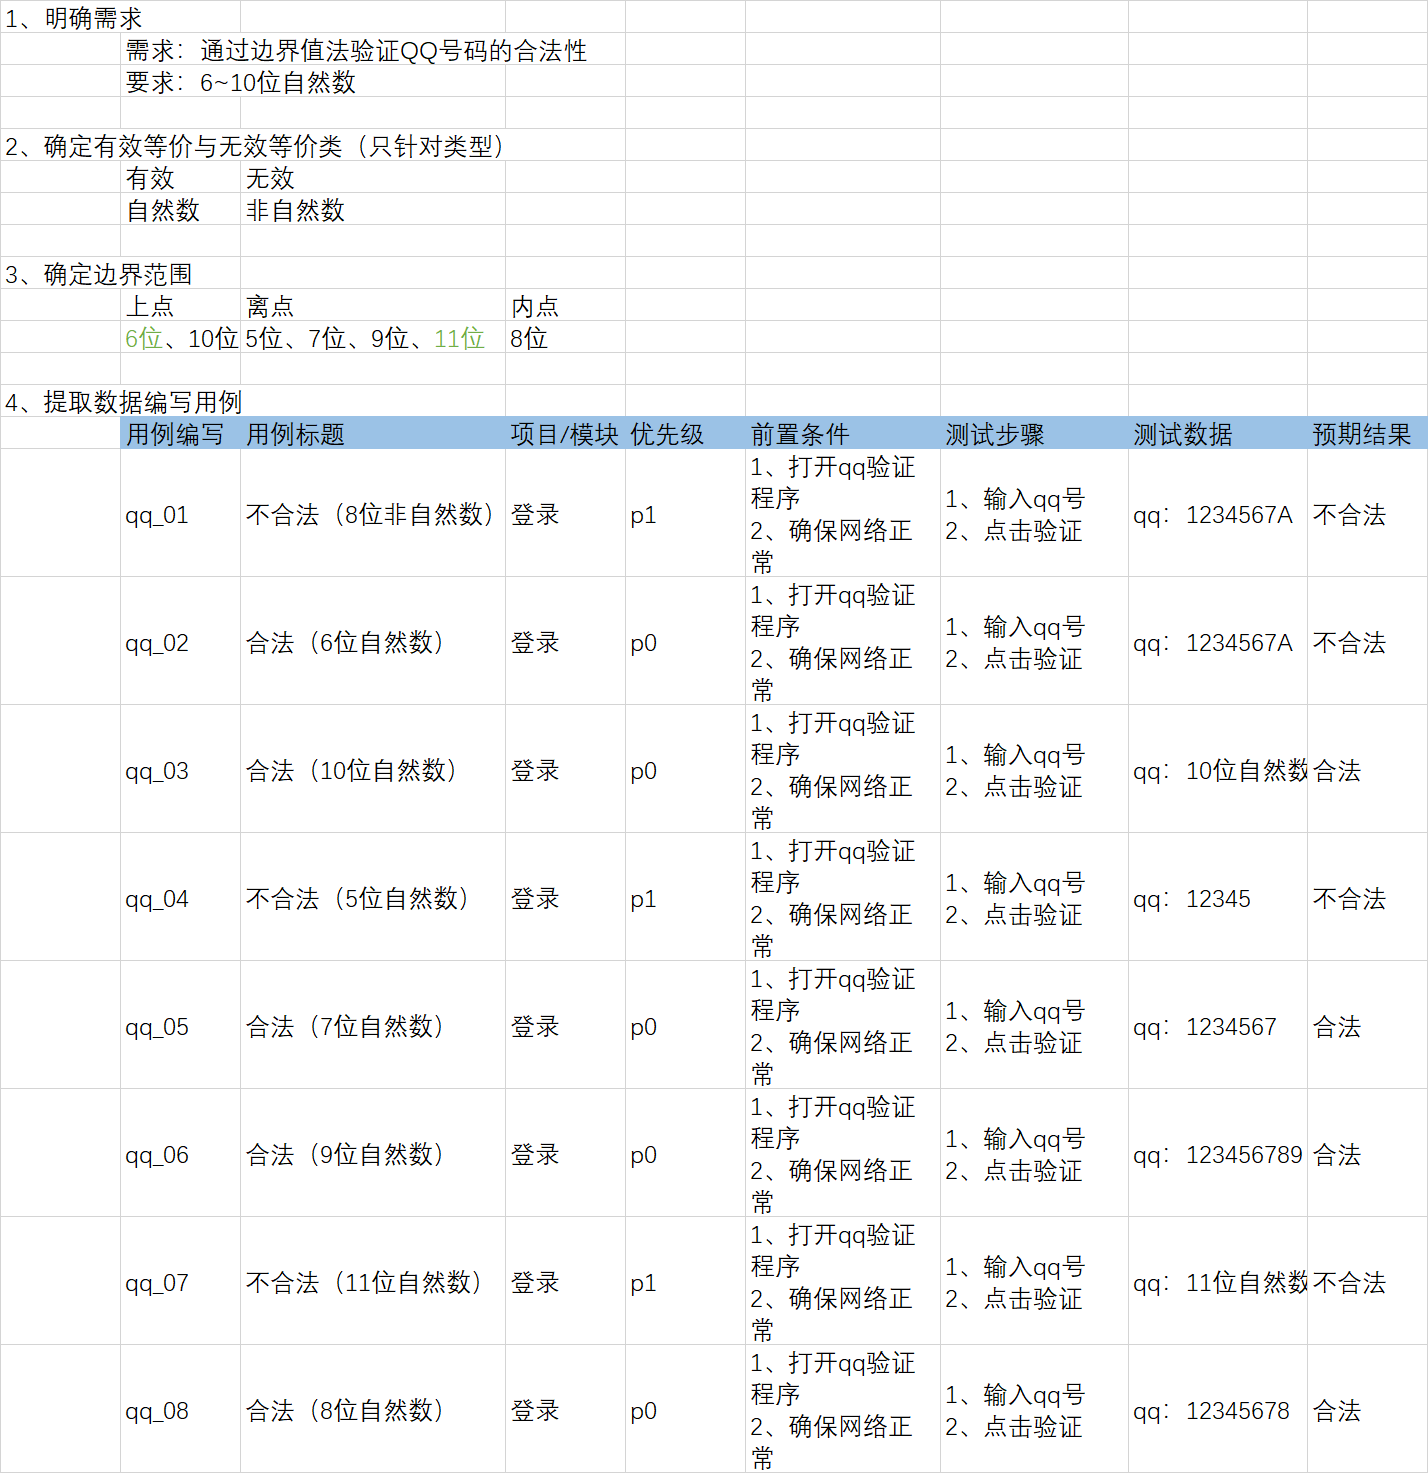 1、明确需求
需求：通过边界值法验证QQ号码的合法性
要求：6~10位自然数
2、确定有效等价与无效等价类（只针对类型）
有效 无效
自然数 非自然数
3、确定边界范围
上点 离点 内点
6位、10位 5位、7位、9位、11位 8位
4、提取数据编写用例
用例编写 用例标题 项目/模块 优先级 前置条件 测试步骤 测试数据 预期结果
qq_01 不合法（8位非自然数） 登录 p1
1、打开qq验证
程序
2、确保网络正
常
1、输入qq号
2、点击验证
qq：1234567A 不合法
qq_02 合法（6位自然数） 登录 p0
1、打开qq验证
程序
2、确保网络正
常
1、输入qq号
2、点击验证
qq：1234567A 不合法
qq_03 合法（10位自然数） 登录 p0
1、打开qq验证
程序
2、确保网络正
常
1、输入qq号
2、点击验证
qq：10位自然数 合法
qq_04 不合法（5位自然数） 登录 p1
1、打开qq验证
程序
2、确保网络正
常
1、输入qq号
2、点击验证
qq：12345 不合法
qq_05 合法（7位自然数） 登录 p0
1、打开qq验证
程序
2、确保网络正
常
1、输入qq号
2、点击验证
qq：1234567 合法
qq_06 合法（9位自然数） 登录 p0
1、打开qq验证
程序
2、确保网络正
常
1、输入qq号
2、点击验证
qq：123456789 合法
qq_07 不合法（11位自然数） 登录 p1
1、打开qq验证
程序
2、确保网络正
常
1、输入qq号
2、点击验证
qq：11位自然数 不合法
qq_08 合法（8位自然数） 登录 p0
1、打开qq验证
程序
2、确保网络正
常
1、输入qq号
2、点击验证
qq：12345678 合法